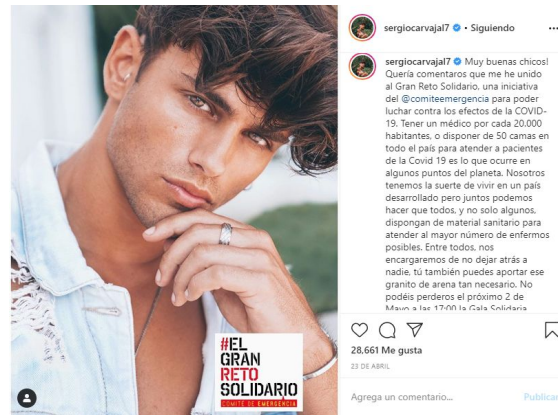 sergiocarvajal7 • Siguiendo
sergiocarvajal7 Muy buenas chicos!
Quería comentaros que me he unido
al Gran Reto Solidario, una iniciativa
del @comiteemergencia para poder
luchar contra los efectos de la COVID-
19. Tener un médico por cada 20.000
habitantes, o disponer de 50 camas en
todo el país para atender a pacientes
de la Covid 19 es lo que ocurre en
algunos puntos del planeta. Nosotros
tenemos la suerte de vivir en un país
desarrollado pero juntos podemos
hacer que todos, y no solo algunos,
dispongan de material sanitario para
atender al mayor número de enfermos
posibles. Entre todos, nos
encargaremos de no dejar atrás a
nadie, tú también puedes aportar ese
granito de arena tan necesario. No
podéis perderos el próximo 2 de
Mayo a las 17:00 la Gala Solidaria
28.661 Me gusta
23 DE ABRIL
Agrega un comentario...
Publicar
#EL
GRAN
RETO
SOLIDARIO
COMITÉ DE EMERGENCIA